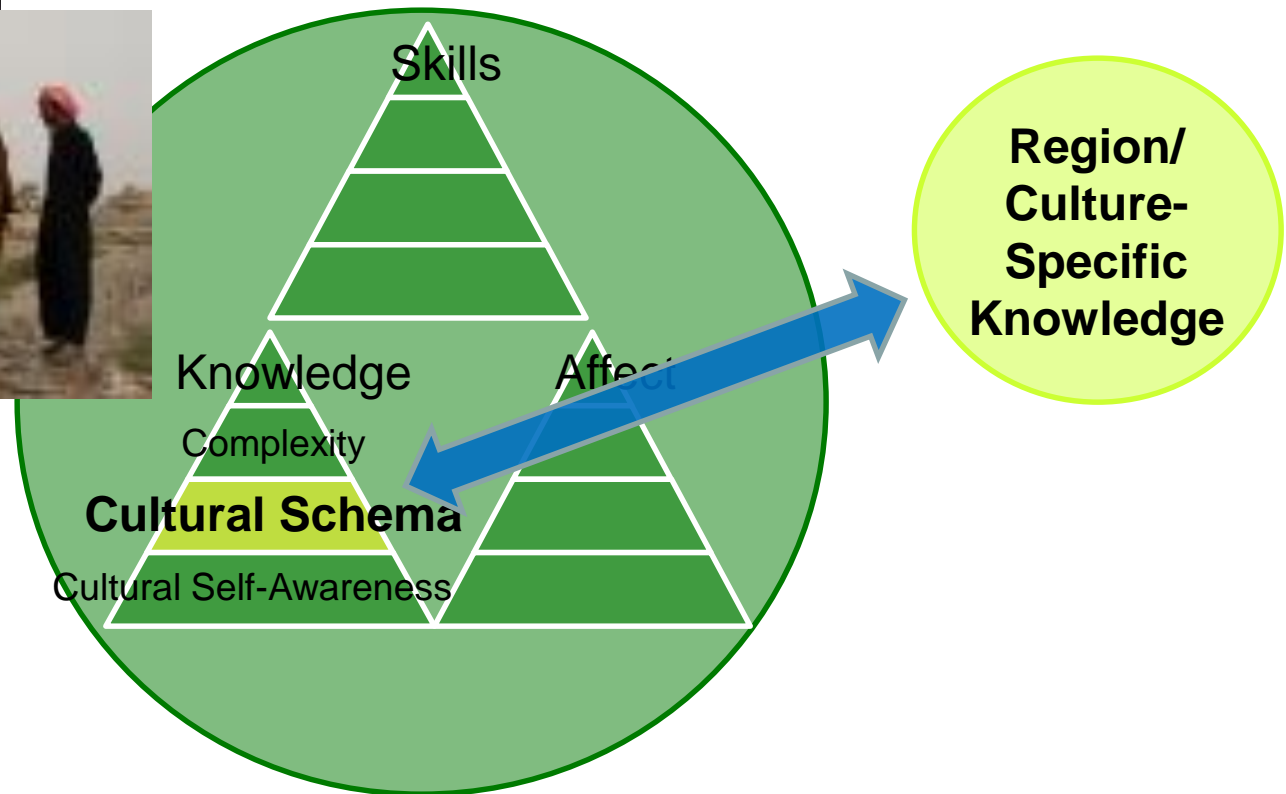 Skills
Region/
Culture-
Specific
Knowledge
Knowledge
Affect
Complexity
Cultural Schema
Cultural Self-Awareness